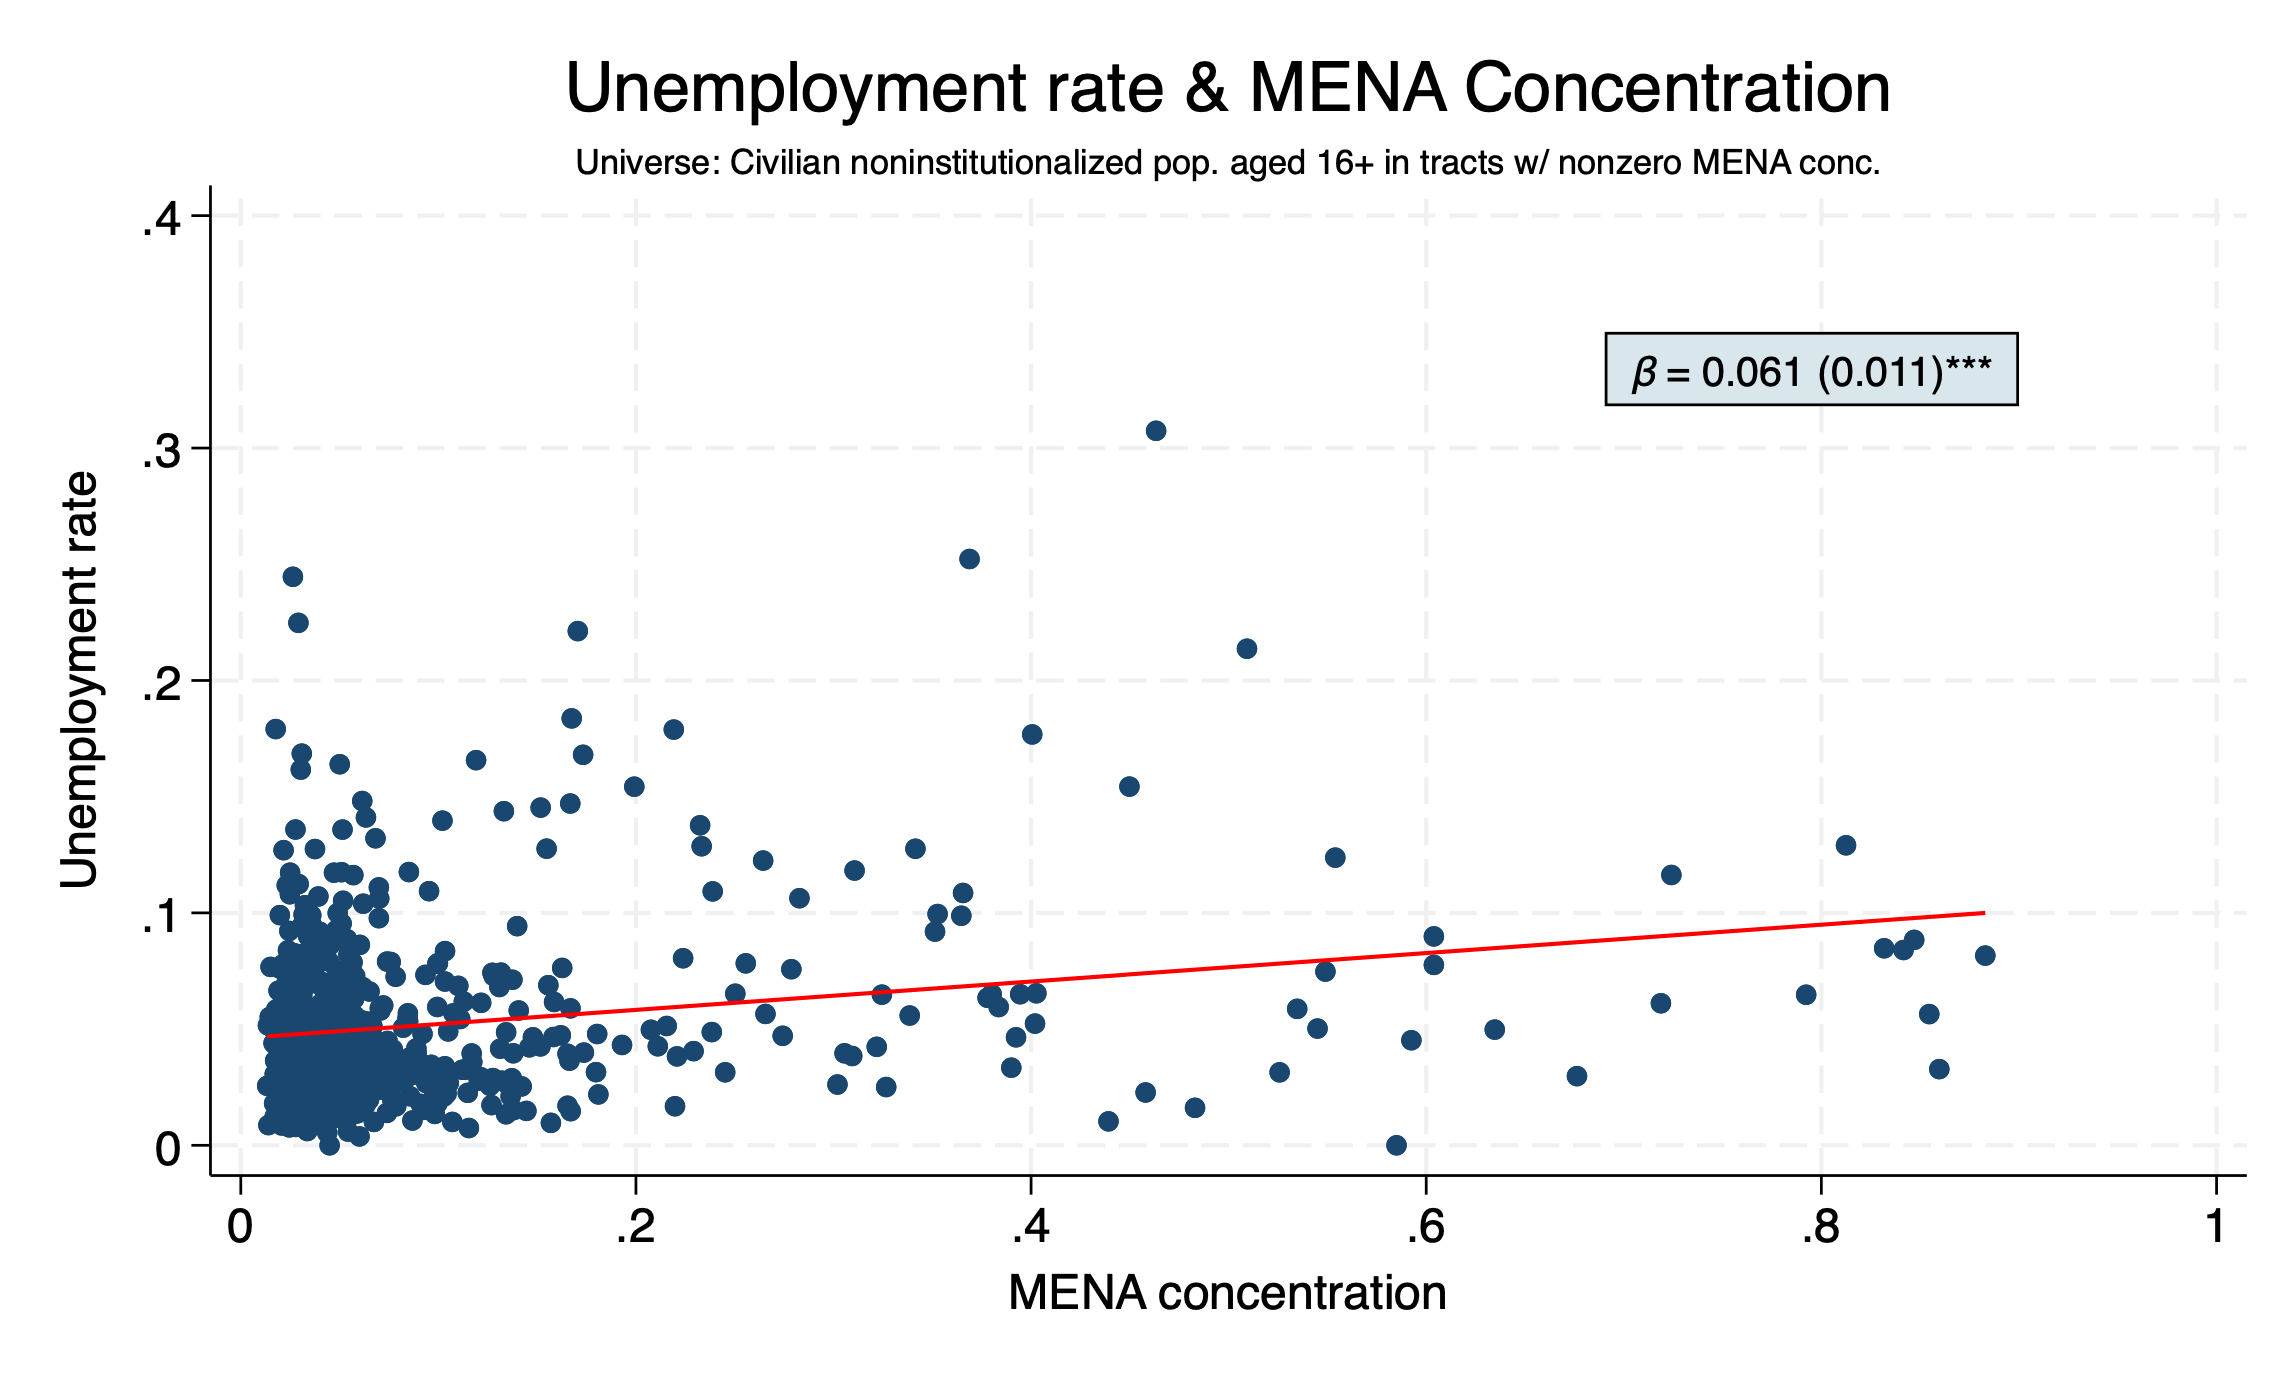 Unemployment rate & MENA Concentration
Universe: Civilian noninstitutionalized pop. aged 16+ in tracts w/ nonzero MENA conc.
β = 0.061 (0.011)***
Unemployment rate
.4
.3
.2
.1
0
0 .2 .4 .6 .8 1
MENA concentration